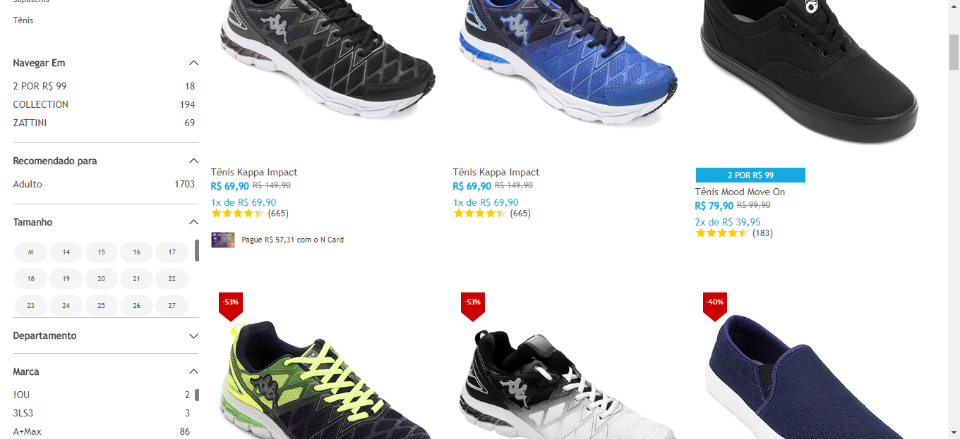 Tênis
Navegar Em
2 POR R$ 99 18
COLLECTION 194
ZATTINI 69
Recomendado para
Adulto 1703
Tamanho
M 14 15 16 17
18 19 20 21 22
23 24 25 26 27
Departamento
Marca
!OU 2
3LS3 3
A+Max 86
Tênis Kappa Impact
R$ 69,90 R$ 149,90
1x de R$ 69,90
(665)
Pague R$ 57,31 com o N Card
Tênis Kappa Impact
R$ 69,90 R$ 149,90
1x de R$ 69,90
(665)
2 POR R$ 99
Tênis Mood Move On
R$ 79,90 R$ 99,90
2x de R$ 39,95
(183)
-53%
-53%
-40%